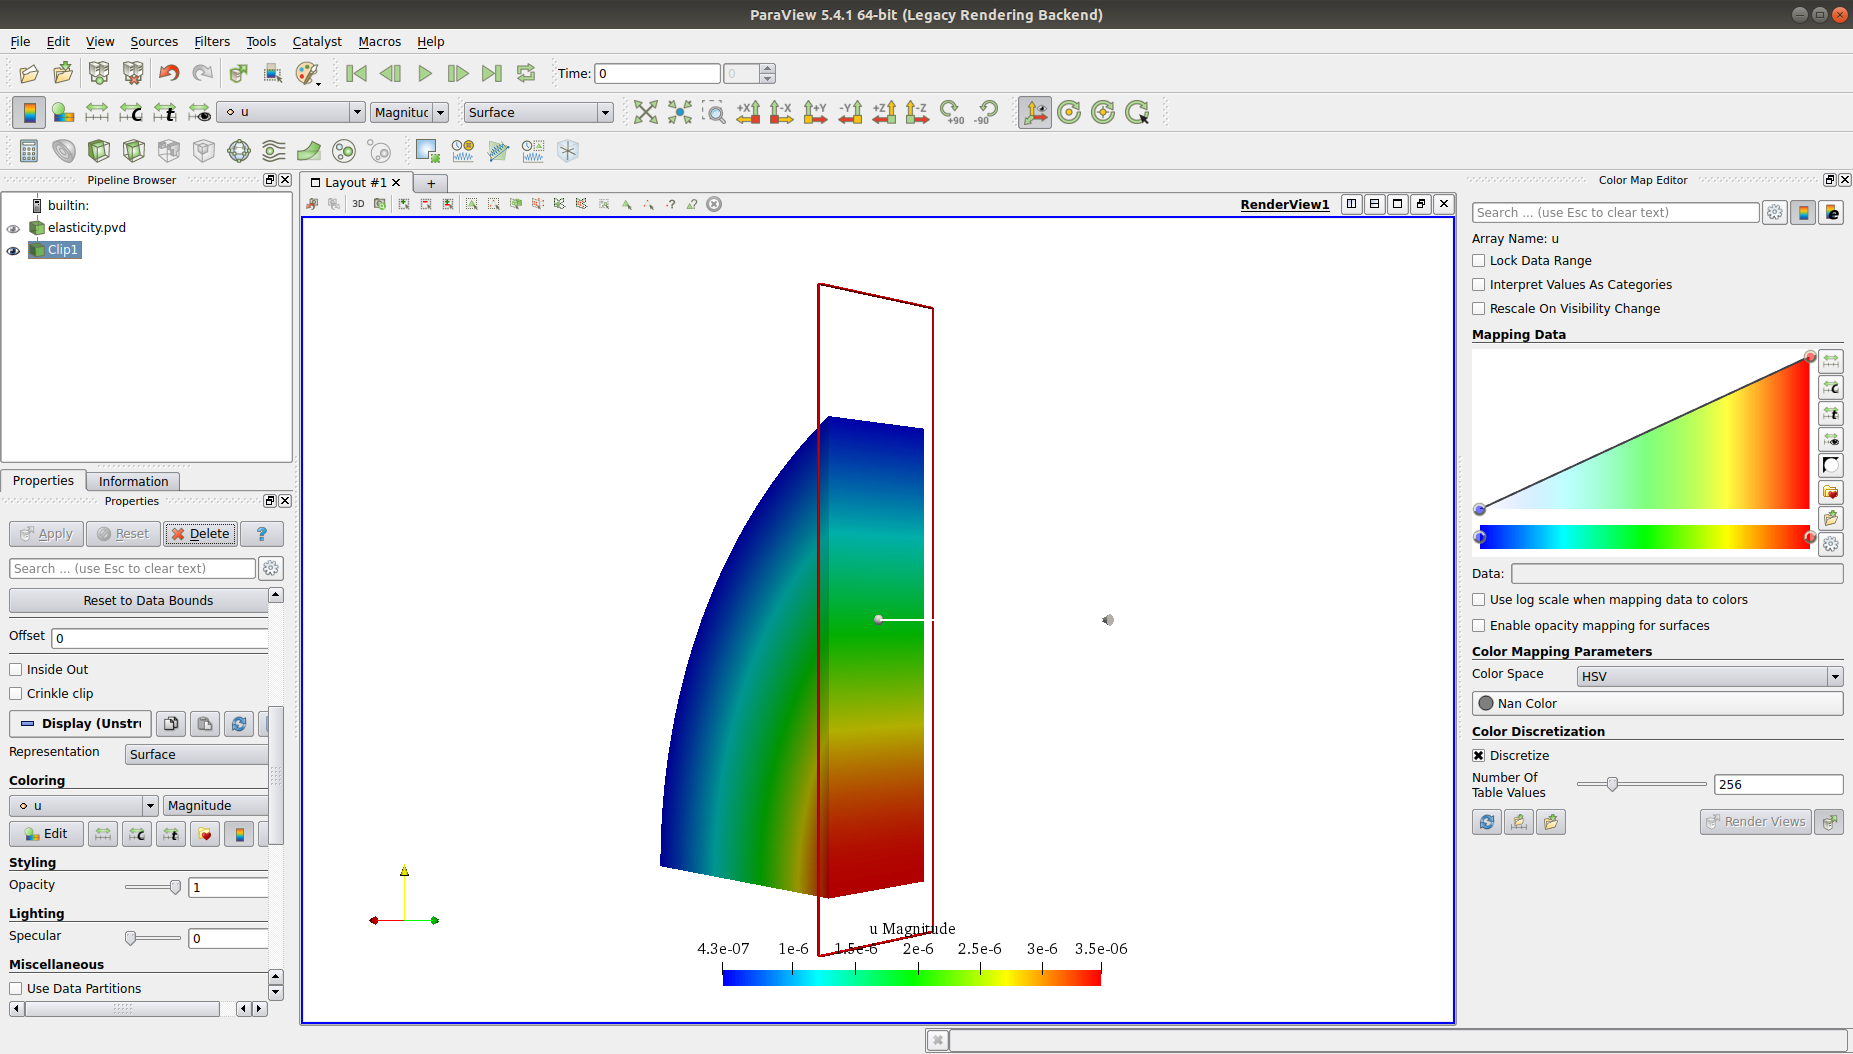 ParaView 5.4.1 64-bit (Legacy Rendering Backend)
File Edit View Sources Filters Tools Catalyst Macros Help
Time: 0 0
u Magnituc Surface
+X -X +Y -Y +Z -Z +90 -90
Pipeline Browser
builtin:
elasticity.pvd
Clip1
Properties Information
Properties
Apply Reset Delete ?
Search ... (use Esc to clear text)
Reset to Data Bounds
Offset 0
Inside Out
Crinkle clip
Display (Unstru
Representation Surface
Coloring
u Magnitude
Edit
Styling
Opacity 1
Lighting
Specular 0
Miscellaneous
Use Data Partitions
Layout #1 +
3D RenderView1
u Magnitude
4.3e-07 1e-6 1.5e-6 2e-6 2.5e-6 3e-6 3.5e-06
Color Map Editor
Search ... (use Esc to clear text)
Array Name: u
Lock Data Range
Interpret Values As Categories
Rescale On Visibility Change
Mapping Data
Data:
Use log scale when mapping data to colors
Enable opacity mapping for surfaces
Color Mapping Parameters
Color Space HSV
Nan Color
Color Discretization
Discretize
Number Of
Table Values 256
Render Views